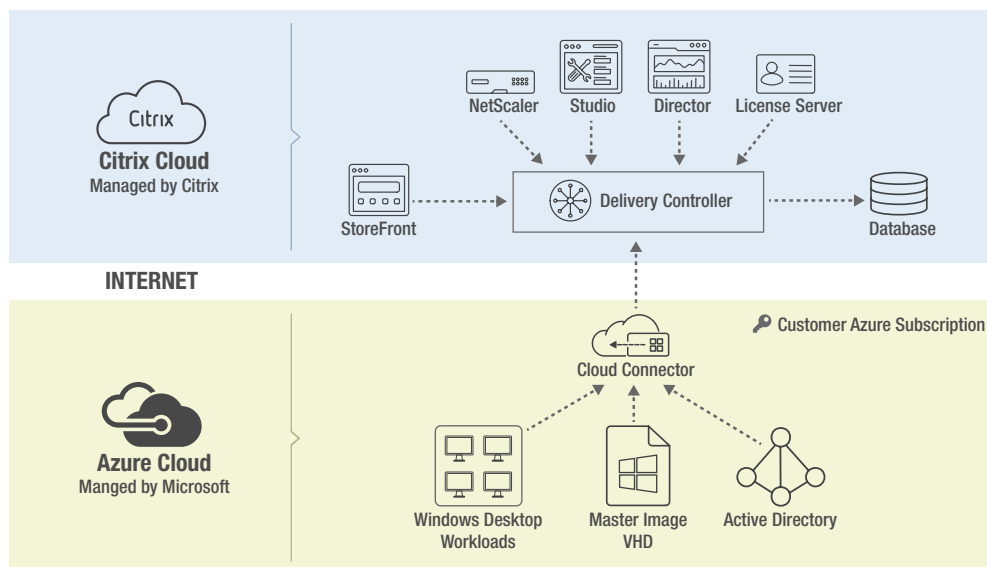 CITRIX
Citrix Cloud
Managed by Citrix
NetScaler
Studio
Director
License Server
StoreFront
Delivery Controller
Database
INTERNET
Customer Azure Subscription
Cloud Connector
Azure Cloud
Manged by Microsoft
Windows Desktop
Workloads
Master Image
VHD
Active Directory